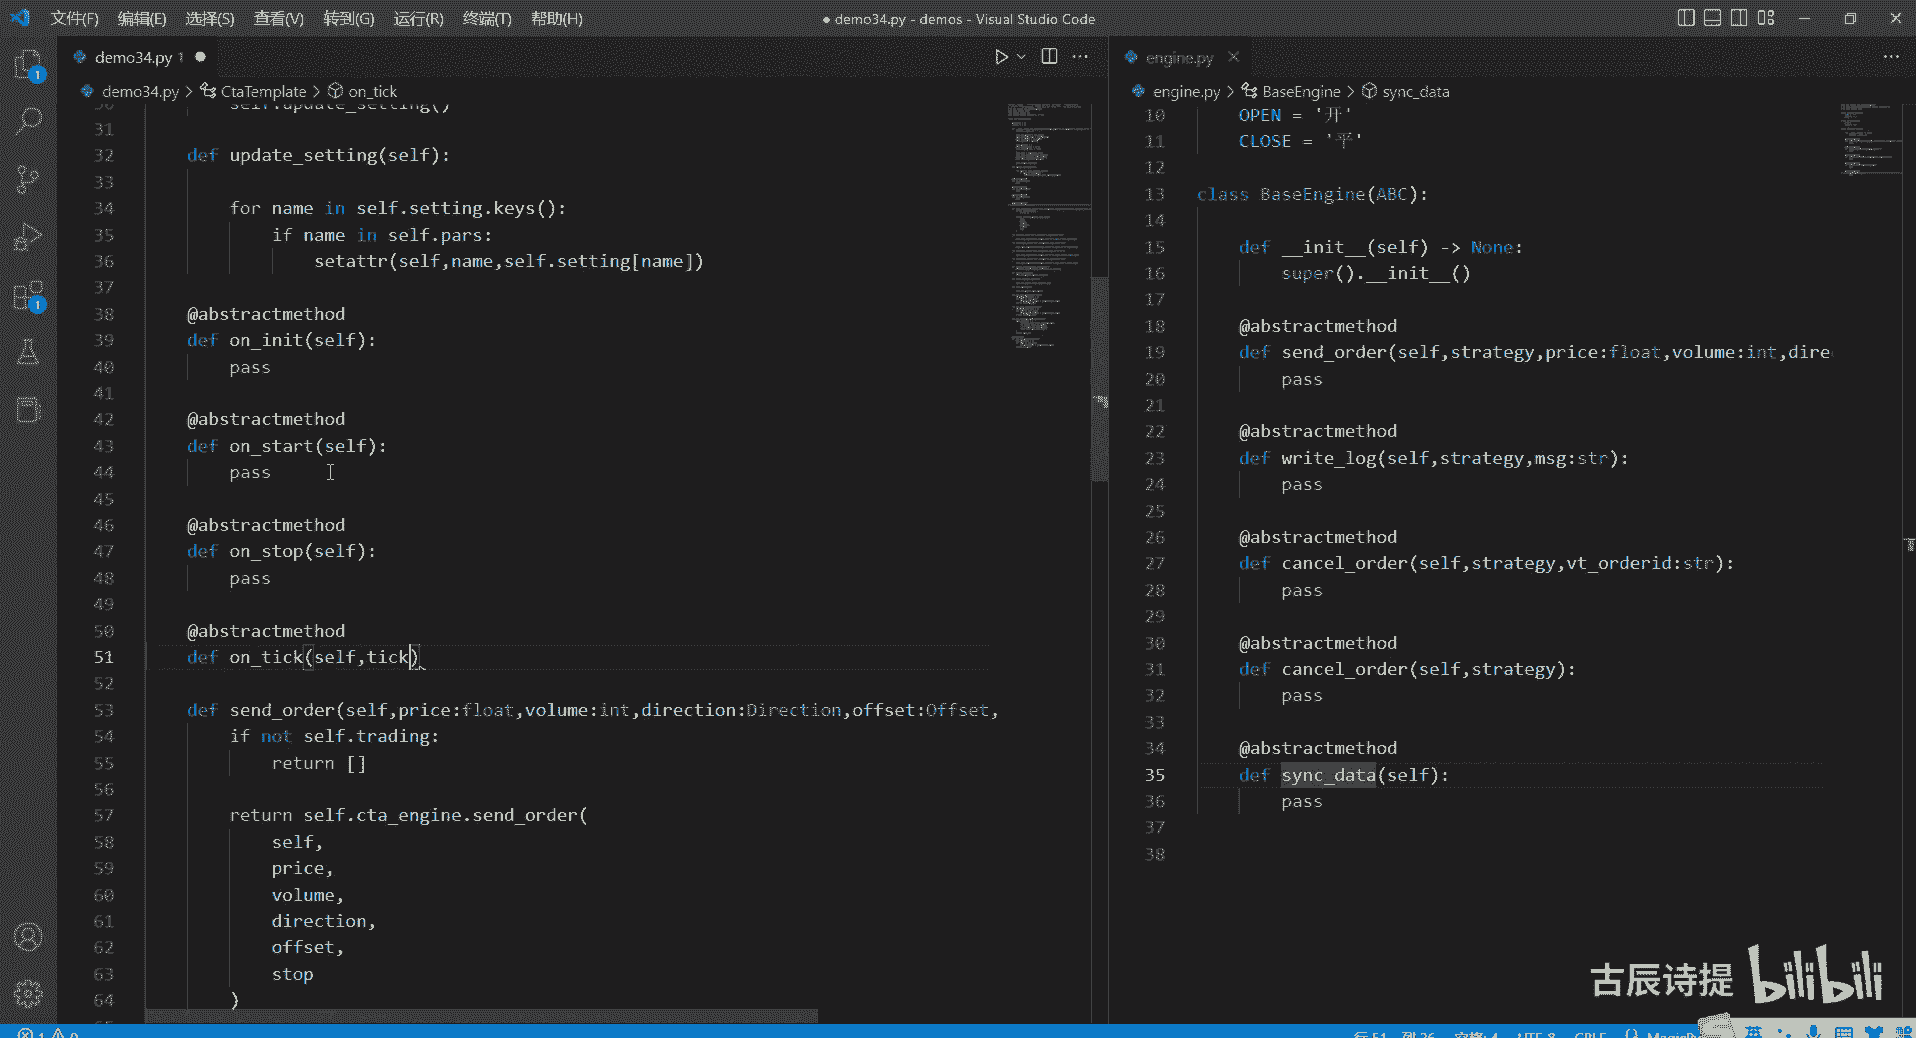 文件(F) 编辑(E) 选择(S) 查看(V) 转到(G) 运行(R) 终端(T) 帮助(H)
● demo34.py - demos - Visual Studio Code
demo34.py 1 ●
demo34.py > CtaTemplate > on_tick
30 self.update_setting()
31
32 def update_setting(self):
33
34 for name in self.setting.keys():
35 if name in self.pars:
36 setattr(self,name,self.setting[name])
37
38 @abstractmethod
39 def on_init(self):
40 pass
41
42 @abstractmethod
43 def on_start(self):
44 pass
45
46 @abstractmethod
47 def on_stop(self):
48 pass
49
50 @abstractmethod
51 def on_tick(self,tick)
52
53 def send_order(self,price:float,volume:int,direction:Direction,offset:Offset,
54 if not self.trading:
55 return []
56
57 return self.cta_engine.send_order(
58 self,
59 price,
60 volume,
61 direction,
62 offset,
63 stop
64 )
engine.py
engine.py > BaseEngine > sync_data
10 OPEN = '开'
11 CLOSE = '平'
12
13 class BaseEngine(ABC):
14
15 def __init__(self) -> None:
16 super().__init__()
17
18 @abstractmethod
19 def send_order(self,strategy,price:float,volume:int,dire
20 pass
21
22 @abstractmethod
23 def write_log(self,strategy,msg:str):
24 pass
25
26 @abstractmethod
27 def cancel_order(self,strategy,vt_orderid:str):
28 pass
29
30 @abstractmethod
31 def cancel_order(self,strategy):
32 pass
33
34 @abstractmethod
35 def sync_data(self):
36 pass
37
38
古辰诗提 bilibili
行 51, 列 26 空格: 4 UTF-8 CRLF
英